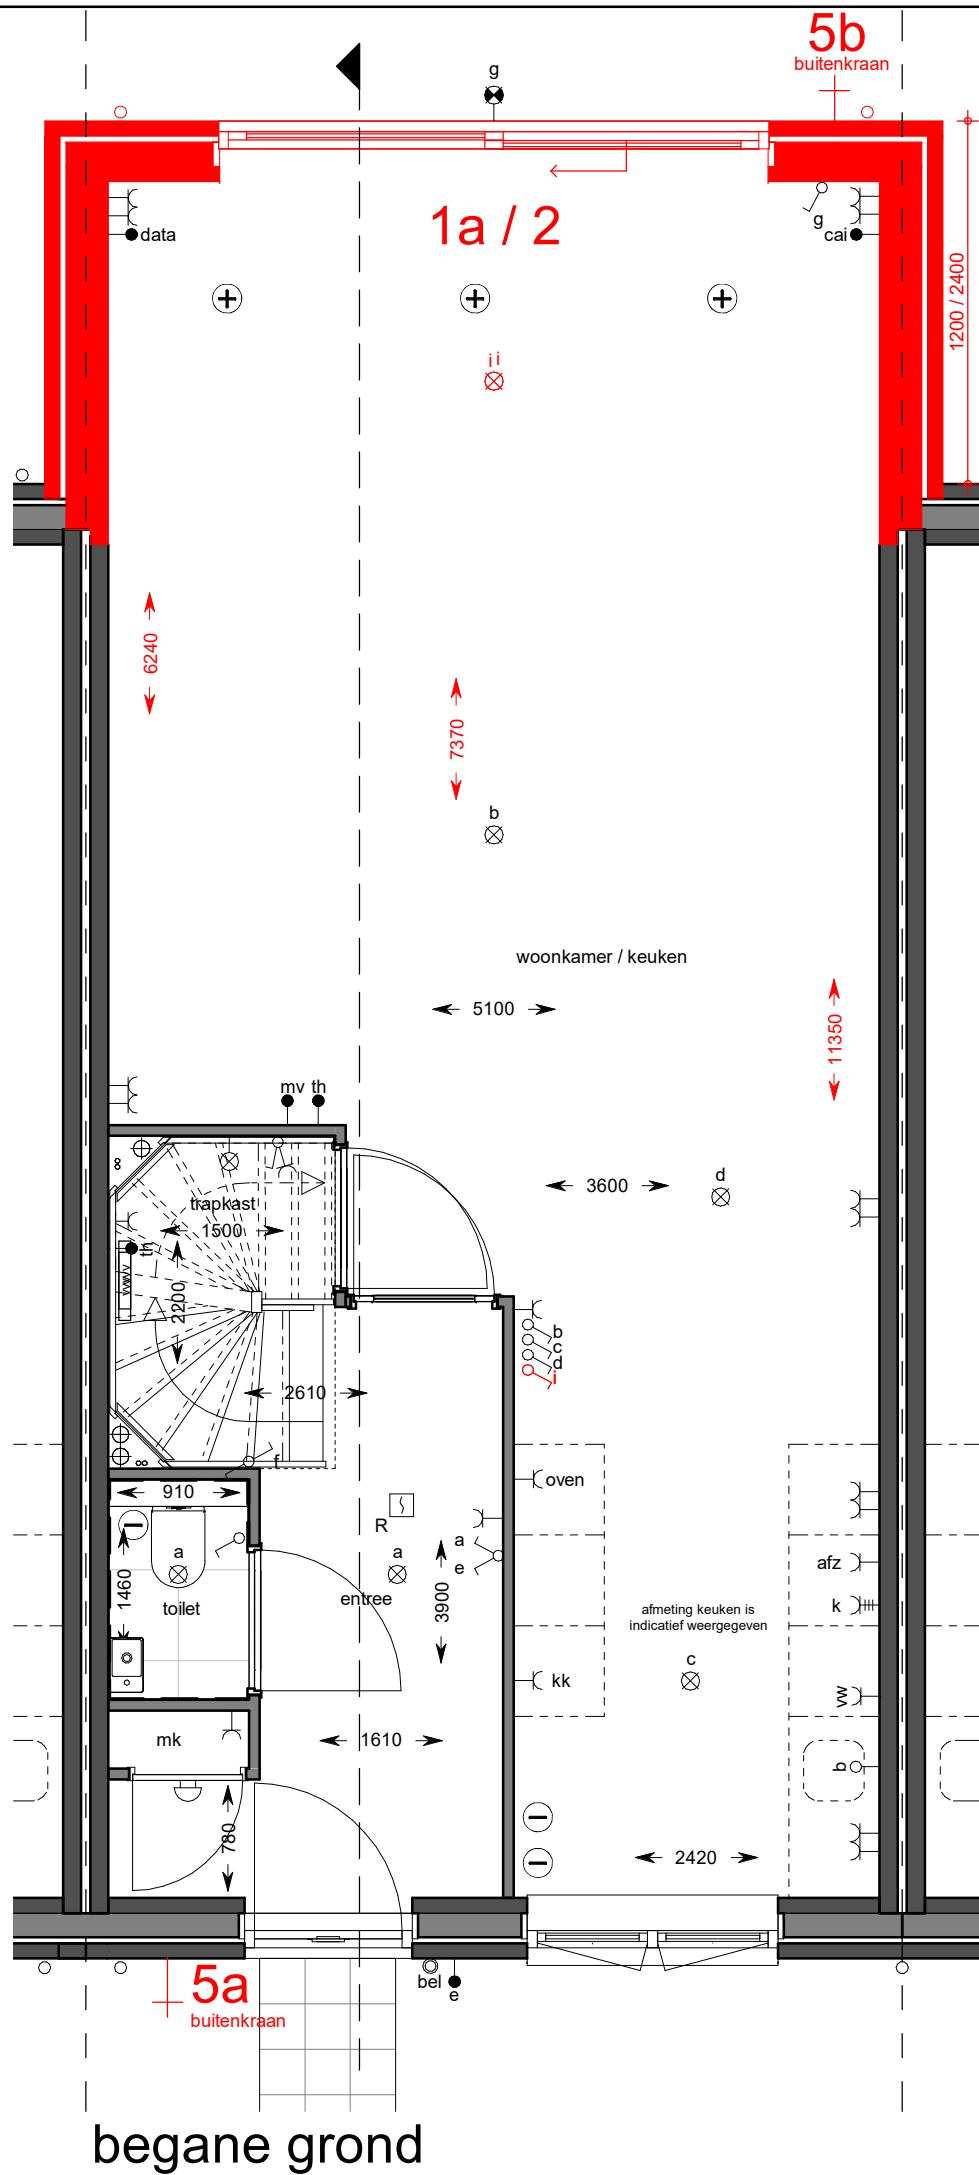 5b
buitenkraan
g
1a / 2
data
g
cai
1200 / 2400
i i
6240
7370
b
woonkamer / keuken
5100
11350
mv th
3600
d
trapkast
1500
th
wv
2200
b
c
d
i
2610
f
oven
910
R
a
a
a
e
afz
1460
toilet
entree
3900
k
afmeting keuken is
indicatief weergegeven
c
kk
vw
mk
1610
b
780
2420
bel
e
5a
buitenkraan
begane grond